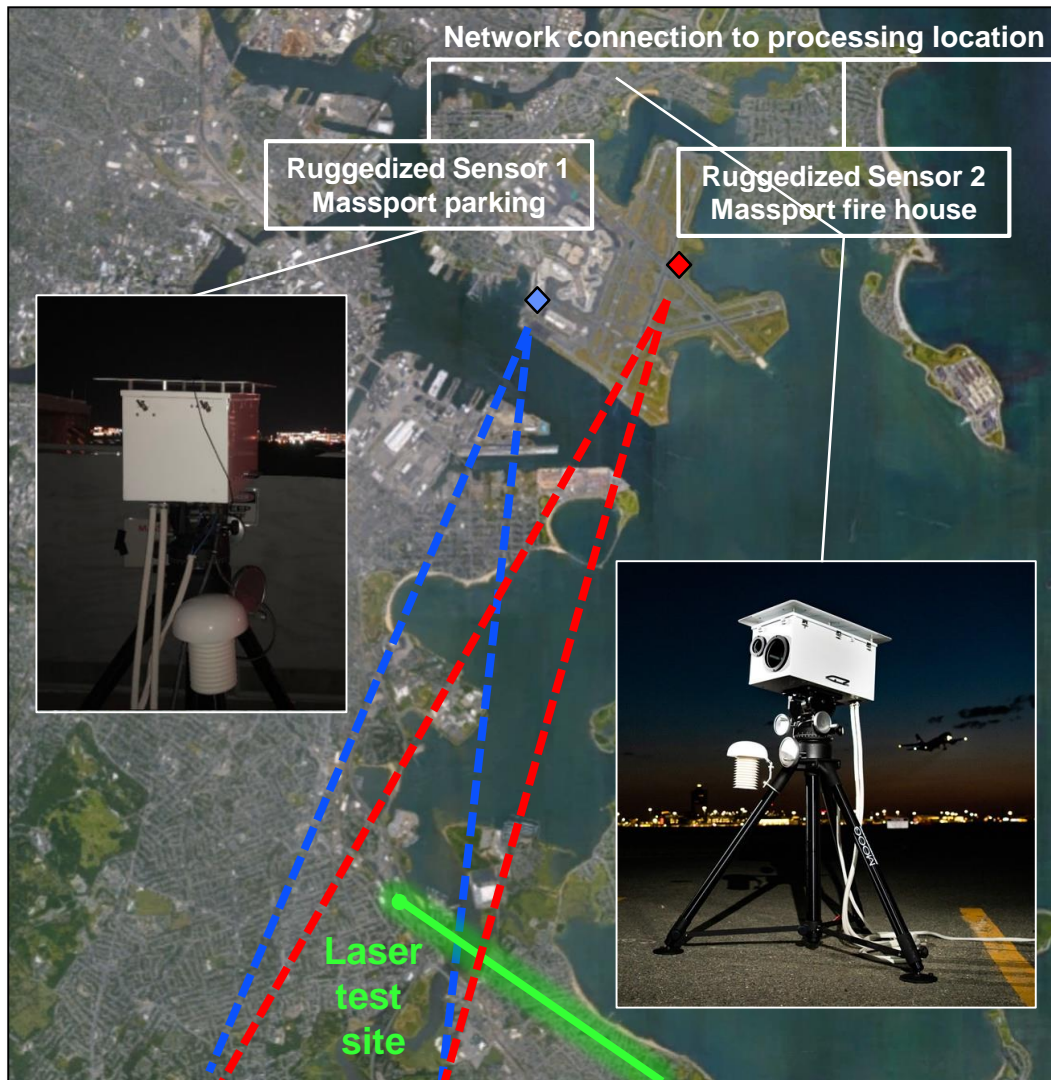 Network connection to processing location
Ruggedized Sensor 1
Massport parking
Ruggedized Sensor 2
Massport fire house
Laser
test
site
MOOG